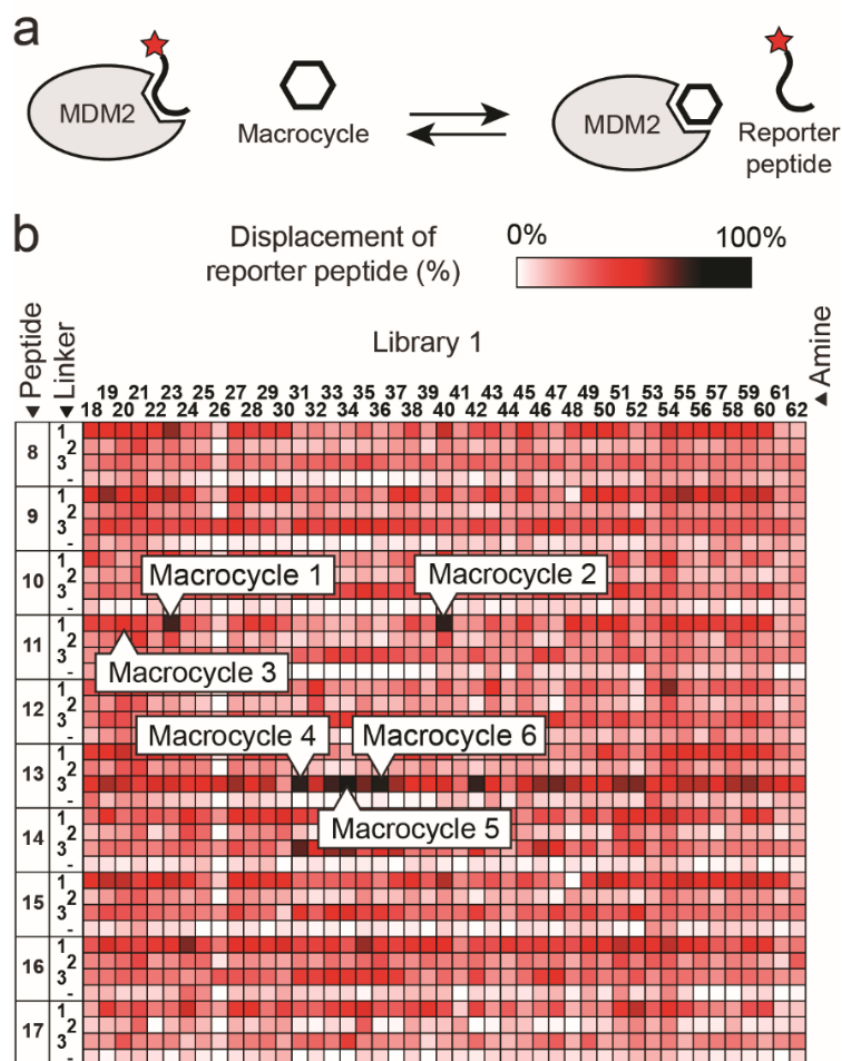 a
MDM2
Macrocycle
MDM2
Reporter
peptide
b
Displacement of
reporter peptide (%)
0%
100%
Library 1
▼ Peptide
▼ Linker
▲ Amine
19 21 23 25 27 29 31 33 35 37 39 41 43 45 47 49 51 53 55 57 59 61
18 20 22 24 26 28 30 32 34 36 38 40 42 44 46 48 50 52 54 56 58 60 62
8 1 2 3 -
9 1 2 3 -
10 1 2 3 -
Macrocycle 1
Macrocycle 2
11 1 2 3 -
Macrocycle 3
12 1 2 3 -
Macrocycle 4
Macrocycle 6
13 1 2 3 -
Macrocycle 5
14 1 2 3 -
15 1 2 3 -
16 1 2 3 -
17 1 2 3 -